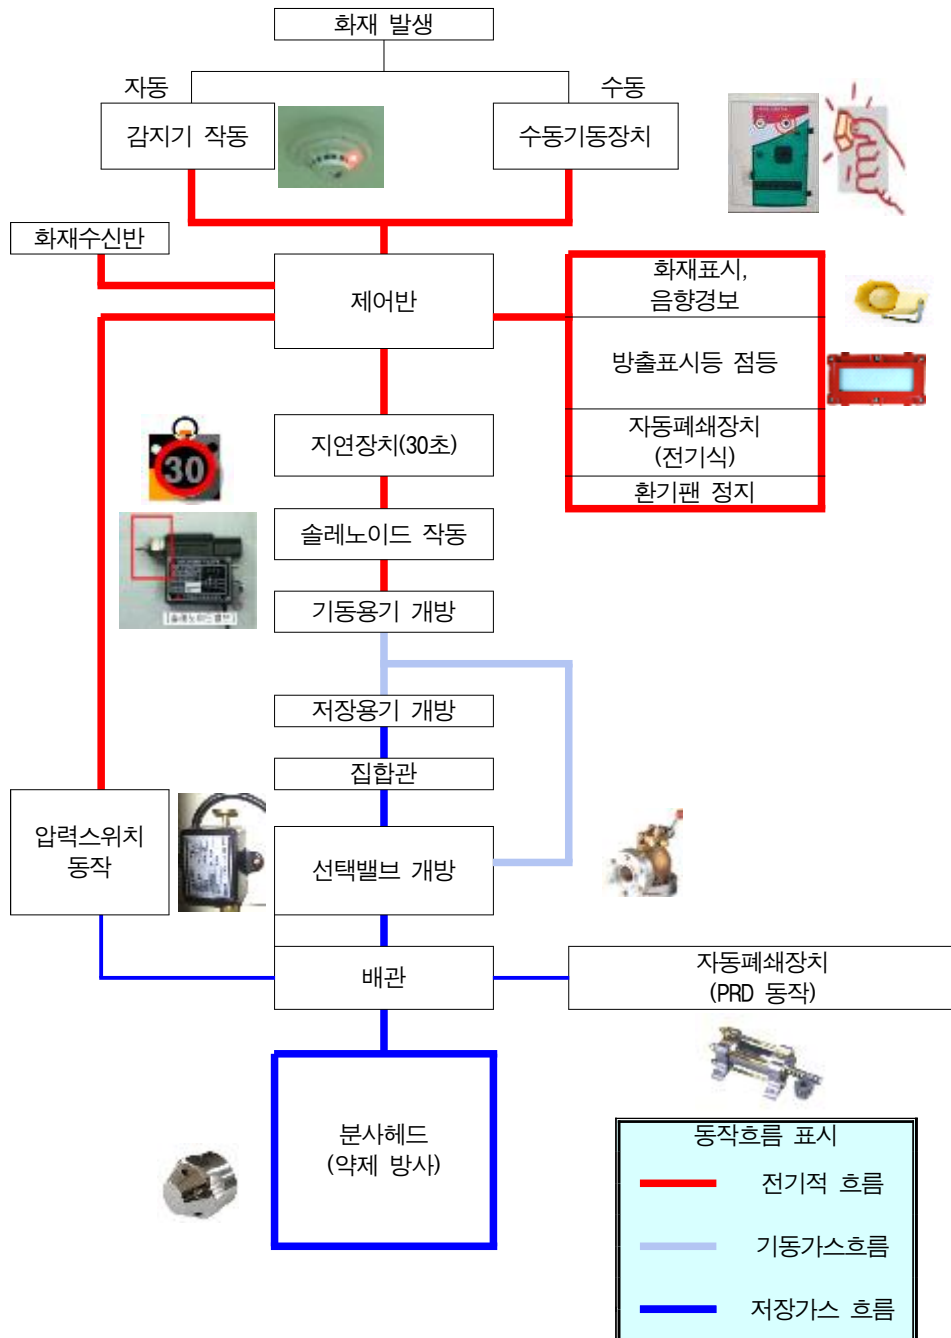 화재 발생
자동
수동
감지기 작동
수동기동장치
화재수신반
제어반
화재표시,
음향경보
방출표시등 점등
자동폐쇄장치
(전기식)
환기팬 정지
지연장치(30초)
30
솔레노이드 작동
[솔레노이드밸브]
기동용기 개방
저장용기 개방
집합관
압력스위치
동작
선택밸브 개방
배관
자동폐쇄장치
(PRD 동작)
분사헤드
(약제 방사)
동작흐름 표시
전기적 흐름
기동가스흐름
저장가스 흐름